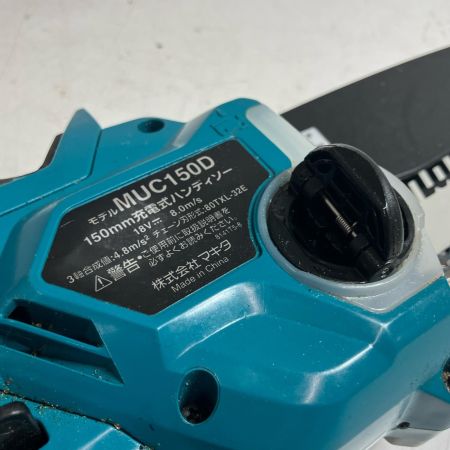 モデル MUC150D
150mm充電式ハンディソー
18V⎓ 8.0m/s
3軸合成値:4.8m/s² チェーン刃形式:80TXL-32E
⚠警告・ご使用前に取扱説明書を
必ずよくお読みください。
株式会社マキタ
Made in China